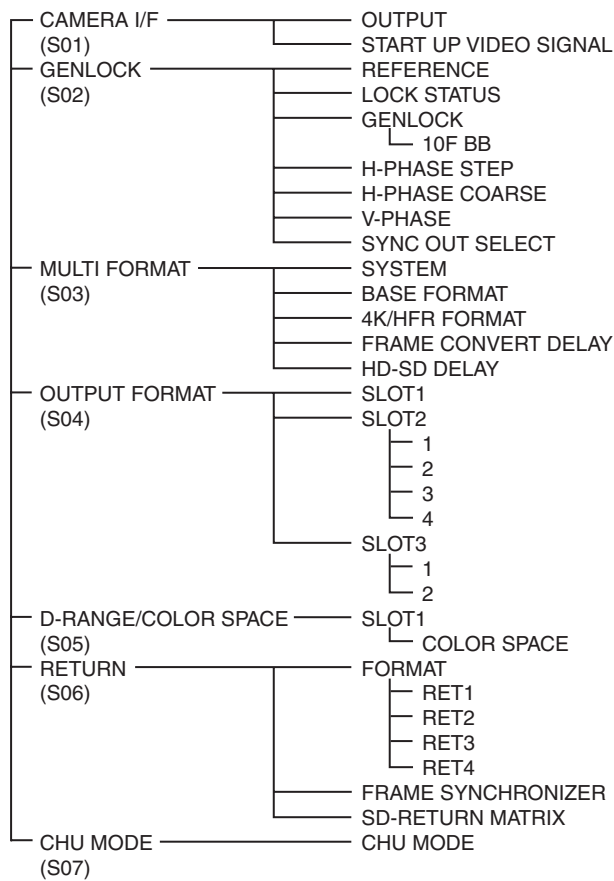 CAMERA I/F
(S01)
OUTPUT
START UP VIDEO SIGNAL
GENLOCK
(S02)
REFERENCE
LOCK STATUS
GENLOCK
10F BB
H-PHASE STEP
H-PHASE COARSE
V-PHASE
SYNC OUT SELECT
MULTI FORMAT
(S03)
SYSTEM
BASE FORMAT
4K/HFR FORMAT
FRAME CONVERT DELAY
HD-SD DELAY
OUTPUT FORMAT
(S04)
SLOT1
SLOT2
1
2
3
4
SLOT3
1
2
D-RANGE/COLOR SPACE
(S05)
SLOT1
COLOR SPACE
RETURN
(S06)
FORMAT
RET1
RET2
RET3
RET4
FRAME SYNCHRONIZER
SD-RETURN MATRIX
CHU MODE
(S07)
CHU MODE